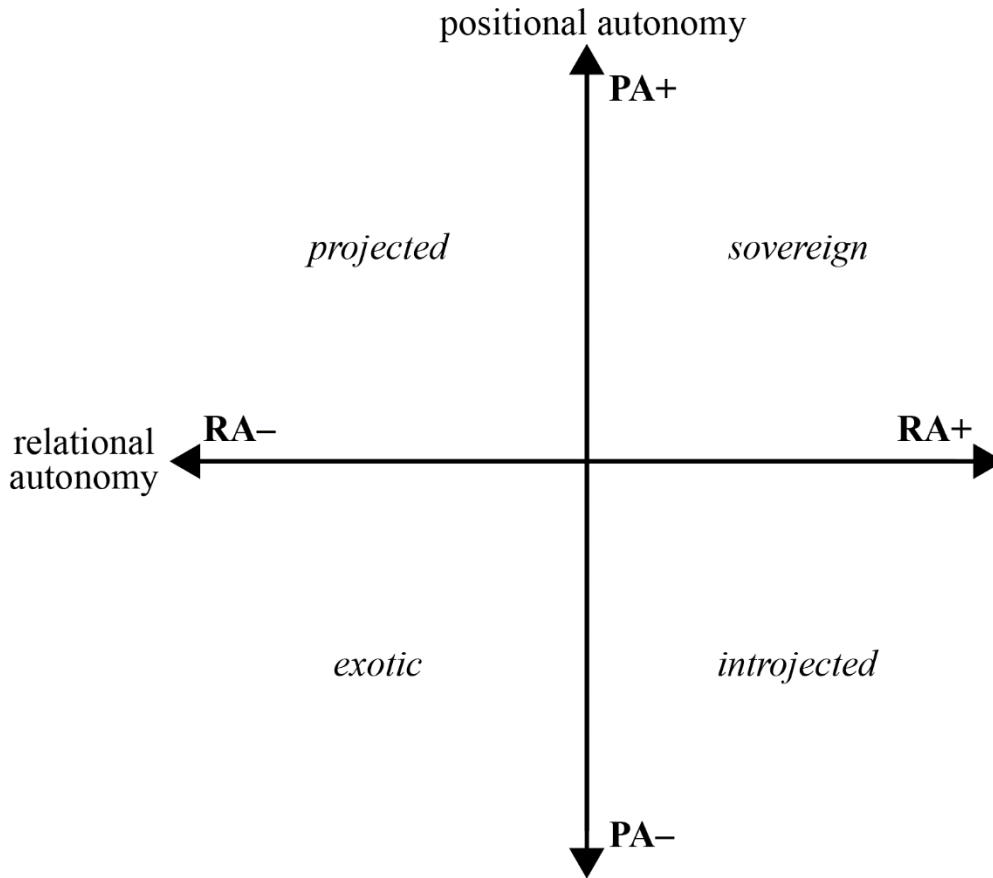 positional autonomy
PA+
projected
sovereign
RA–
RA+
relational
autonomy
exotic
introjected
PA–